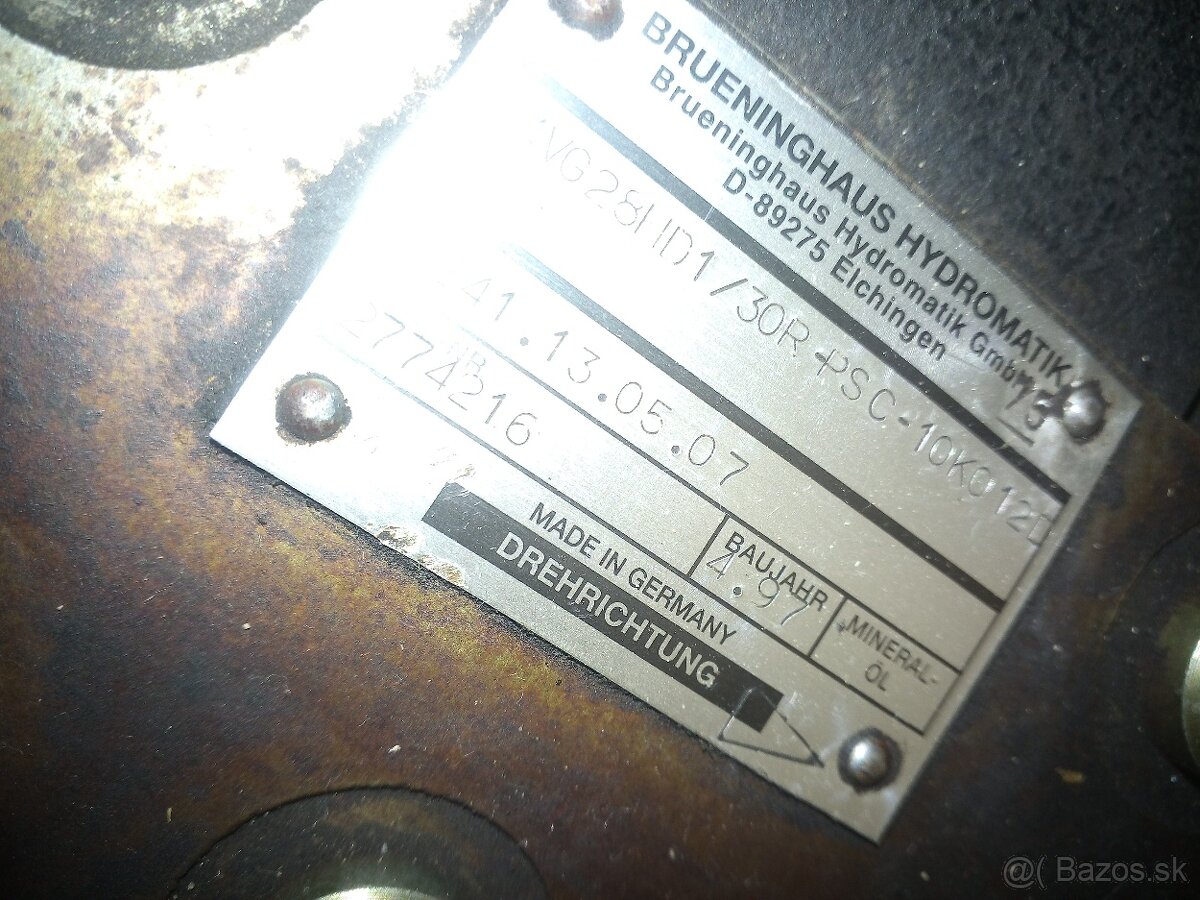 BRUENINGHAUS HYDROMATIK
Brueninghaus Hydromatik GmbH
D-89275 Elchingen
15
VG28HD1/30R-PSC-10K012D
41.13.05.07
2774216
BAUJAHR
4.97
MINERAL-
ÖL
MADE IN GERMANY
DREHRICHTUNG
@( Bazos.sk